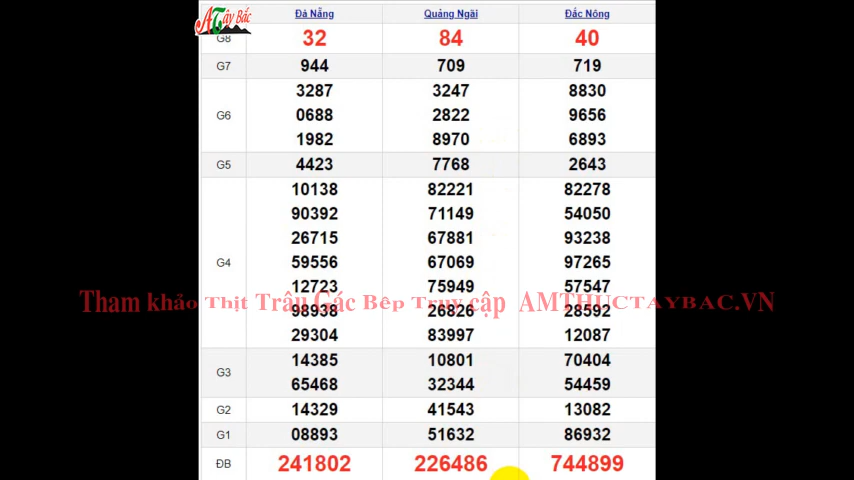 A Tây Bắc
Đà Nẵng Quảng Ngãi Đắc Nông
G8 32 84 40
G7 944 709 719
3287 3247 8830
G6 0688 2822 9656
1982 8970 6893
G5 4423 7768 2643
10138 82221 82278
90392 71149 54050
26715 67881 93238
G4 59556 67069 97265
12723 75949 57547
Tham khảo Thịt Trâu Gác Bếp Truy cập AMTHUCTAYBAC.VN
98938 26826 28592
29304 83997 12087
14385 10801 70404
G3
65468 32344 54459
G2 14329 41543 13082
G1 08893 51632 86932
ĐB 241802 226486 744899